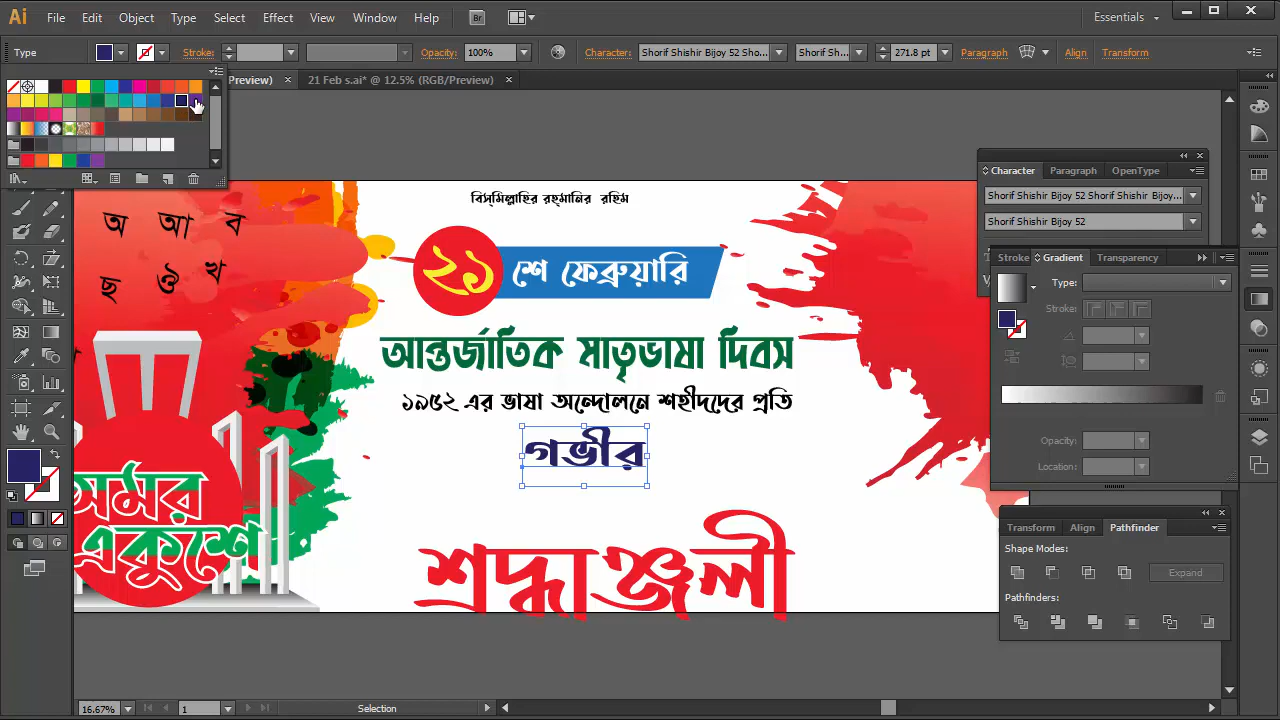 Ai File Edit Object Type Select Effect View Window Help Br Essentials
Type Stroke: Opacity: 100% Character: Shorif Shishir Bijoy 52 Sho... Shorif Sh... 271.8 pt Paragraph Align Transform
Preview) × 21 Feb s.ai* @ 12.5% (RGB/Preview) ×
বিসমিল্লাহির রহমানির রহিম
অ আ ব
ছ ঔ খ
২১ শে ফেব্রুয়ারি
আন্তর্জাতিক মাতৃভাষা দিবস
১৯৫২ এর ভাষা অন্দোলনে শহীদদের প্রতি
গভীর
শ্রদ্ধাঞ্জলী
অমর
একুশে
Character Paragraph OpenType
Shorif Shishir Bijoy 52 Shorif Shishir Bijoy...
Shorif Shishir Bijoy 52
Stroke Gradient Transparency
Type:
Stroke:
Opacity:
Location:
Transform Align Pathfinder
Shape Modes:
Expand
Pathfinders:
16.67% 1 Selection